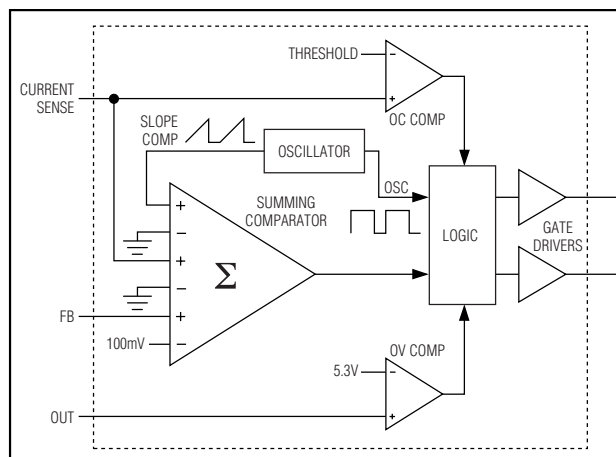 THRESHOLD
−
+
OC COMP
CURRENT
SENSE
SLOPE
COMP
OSCILLATOR
OSC
SUMMING
COMPARATOR
+
−
+
−
+
−
Σ
LOGIC
GATE
DRIVERS
FB
100mV
OV COMP
5.3V
−
+
OUT